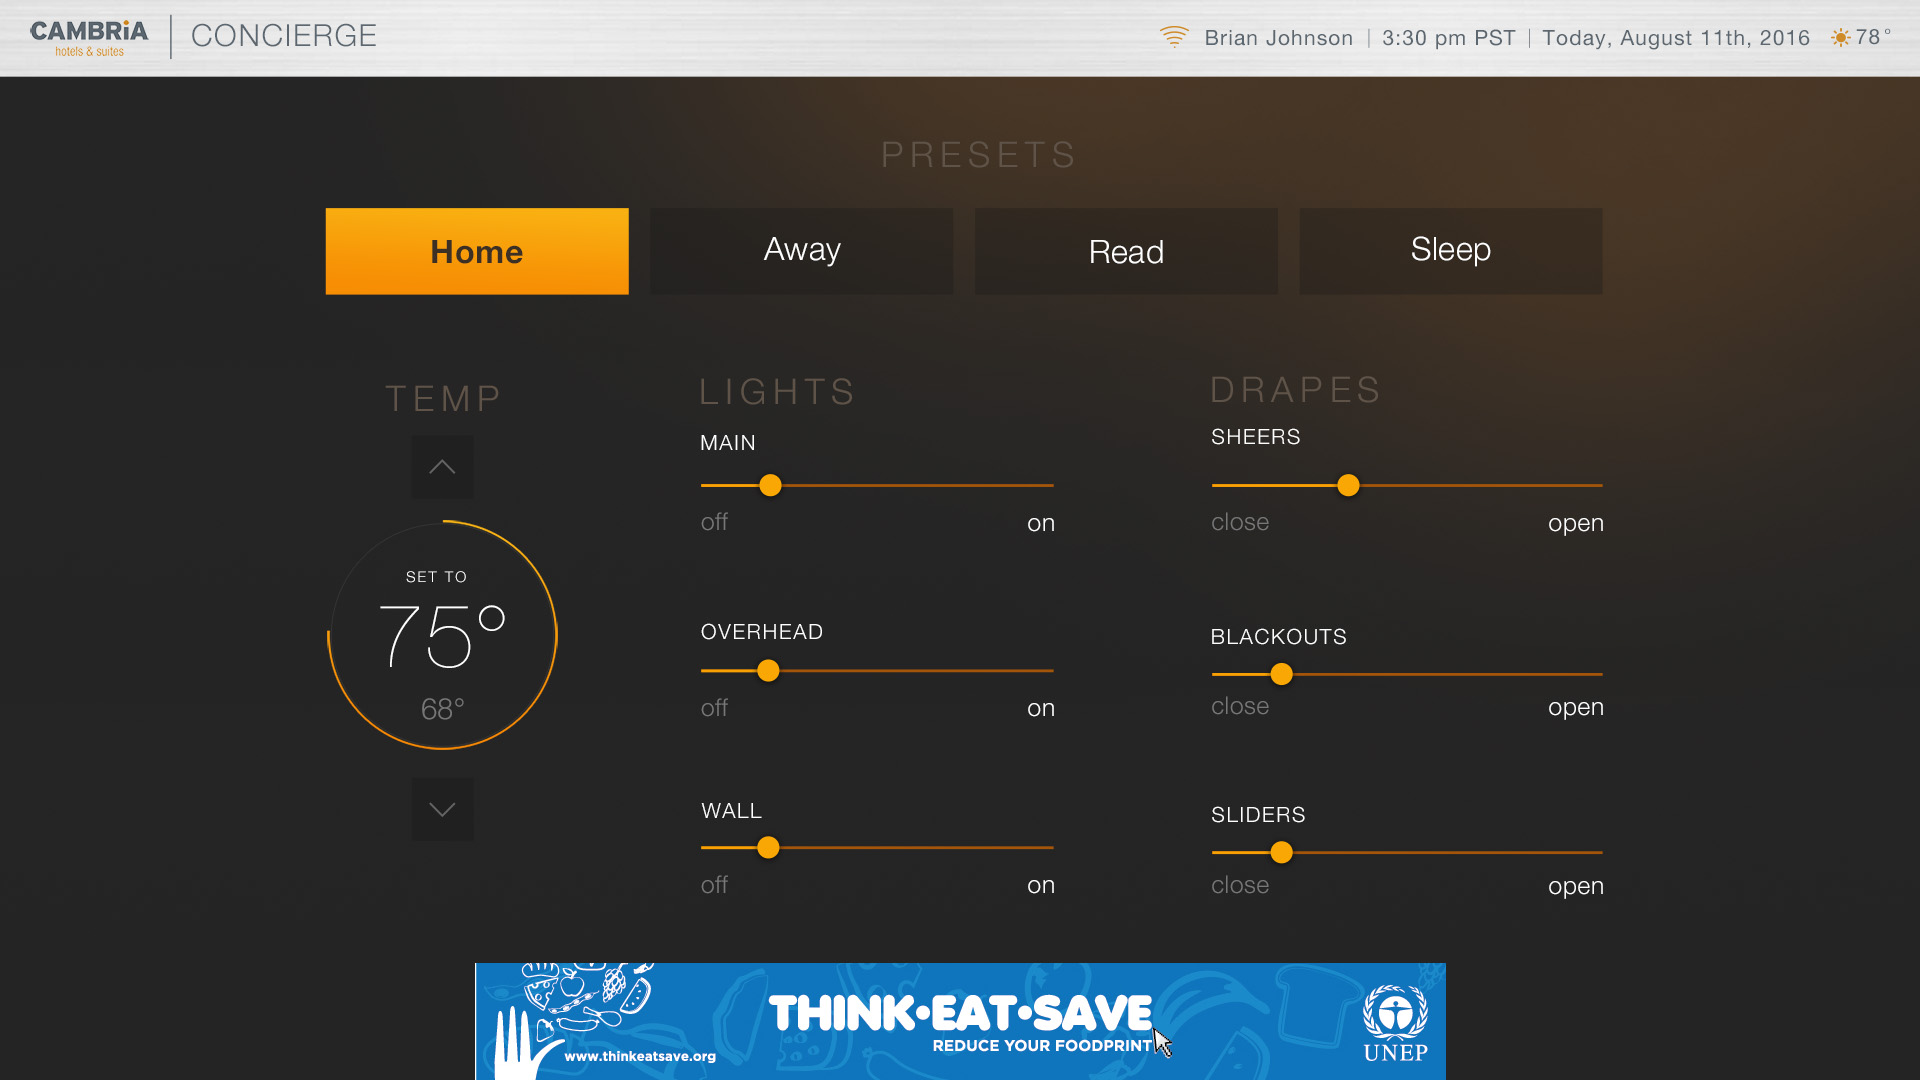 CAMBRiA
hotels & suites
CONCIERGE
Brian Johnson | 3:30 pm PST | Today, August 11th, 2016 78°
PRESETS
Home
Away
Read
Sleep
TEMP
SET TO
75°
68°
LIGHTS
MAIN
off on
OVERHEAD
off on
WALL
off on
DRAPES
SHEERS
close open
BLACKOUTS
close open
SLIDERS
close open
www.thinkeatsave.org
THINK•EAT•SAVE
REDUCE YOUR FOODPRINT
UNEP